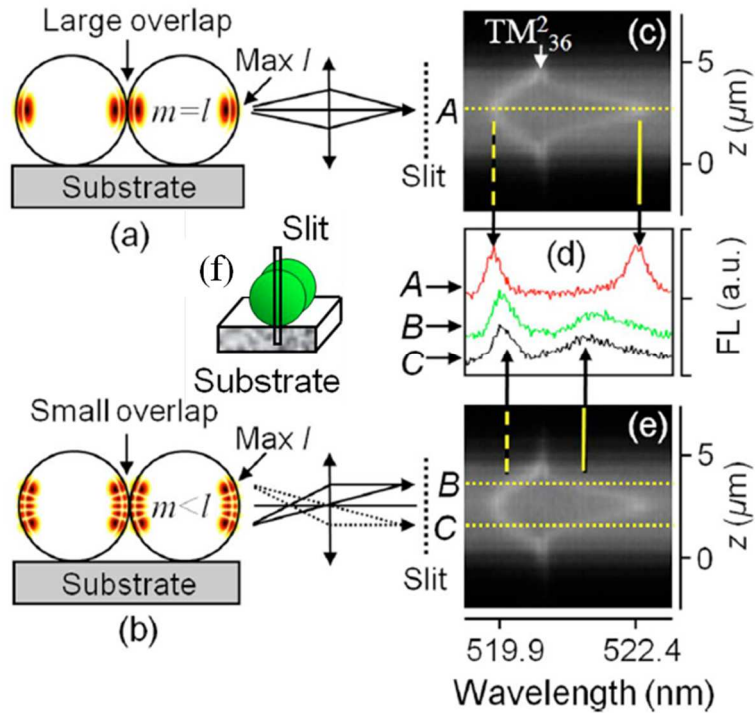 Large overlap
Max l
m=l
Substrate
(a)
Slit
TM²₃₆
(c)
A
5
0
z (μm)
(f)
Slit
Substrate
(d)
A
B
C
FL (a.u.)
Small overlap
Max l
m<l
Substrate
(b)
Slit
(e)
B
C
5
0
z (μm)
519.9 522.4
Wavelength (nm)